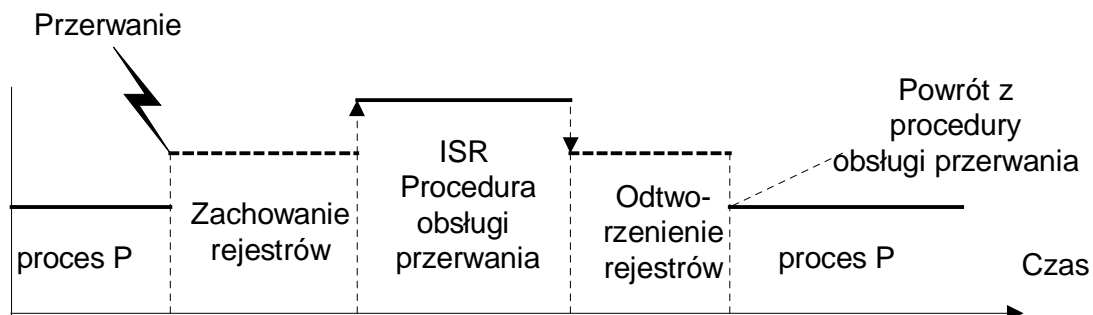 Przerwanie
proces P
Zachowanie
rejestrów
ISR
Procedura
obsługi
przerwania
Odtwo-
rzenienie
rejestrów
Powrót z
procedury
obsługi przerwania
proces P
Czas